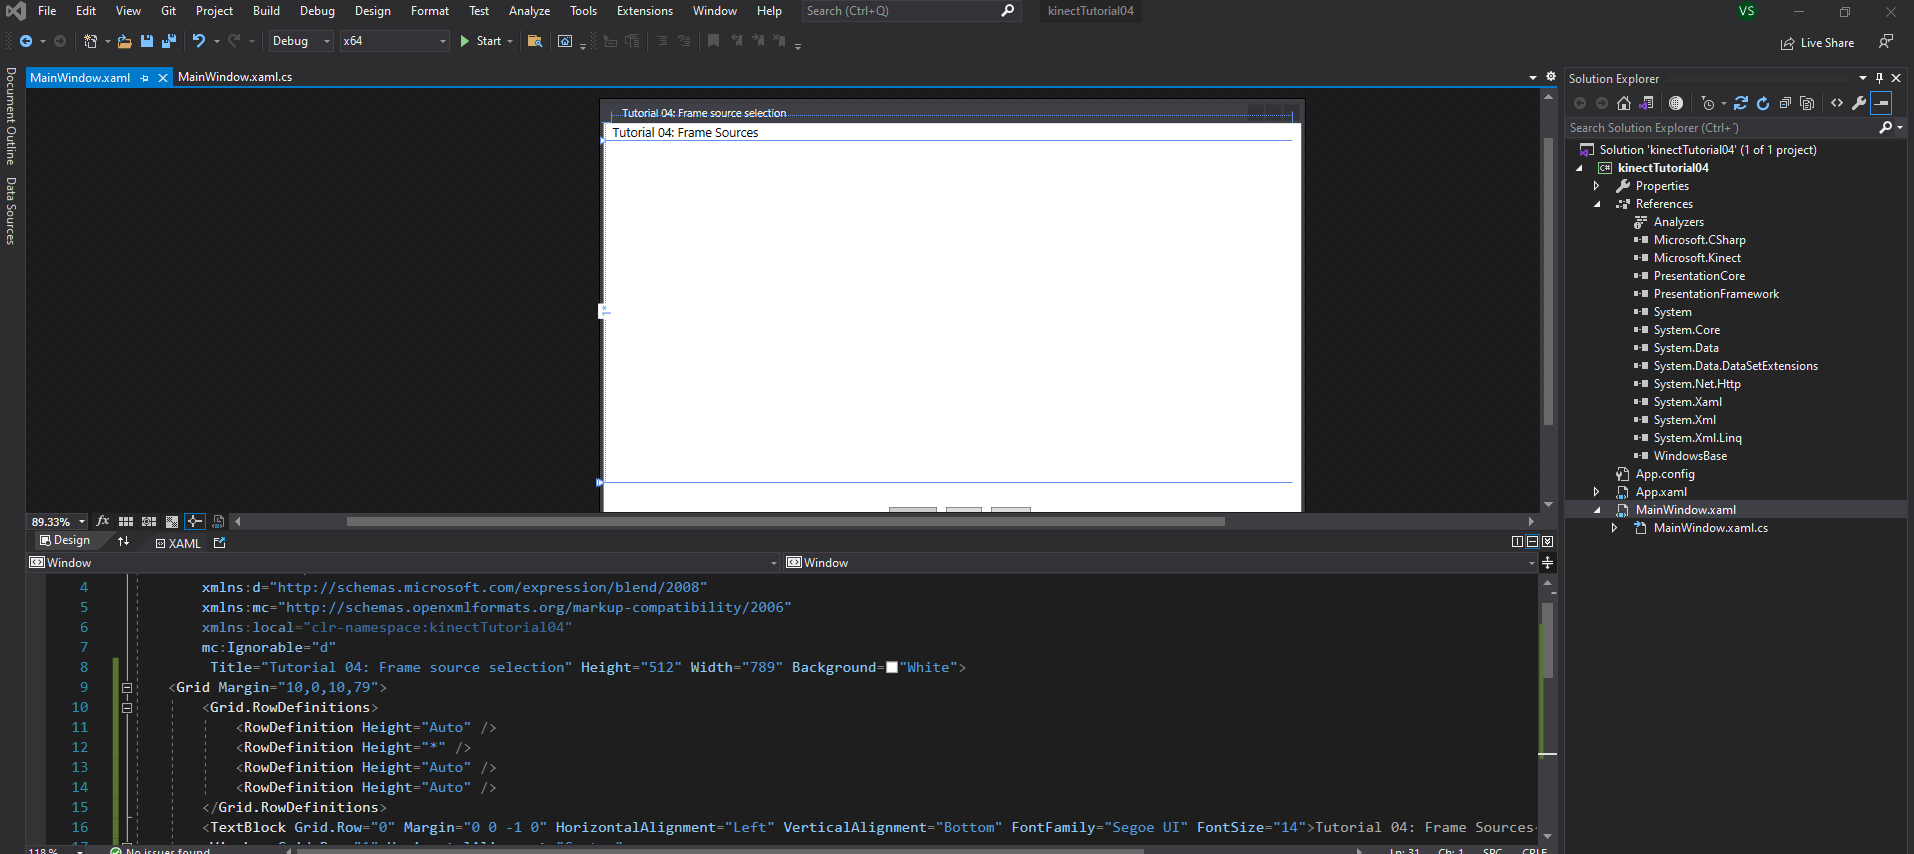 File Edit View Git Project Build Debug Design Format Test Analyze Tools Extensions Window Help Search (Ctrl+Q) kinectTutorial04 VS
Debug x64 Start Live Share
Document Outline
Data Sources
MainWindow.xaml MainWindow.xaml.cs
Tutorial 04: Frame source selection
Tutorial 04: Frame Sources
89.33% fx
Design XAML
Window Window
4 xmlns:d="http://schemas.microsoft.com/expression/blend/2008"
5 xmlns:mc="http://schemas.openxmlformats.org/markup-compatibility/2006"
6 xmlns:local="clr-namespace:kinectTutorial04"
7 mc:Ignorable="d"
8 Title="Tutorial 04: Frame source selection" Height="512" Width="789" Background="White">
9 <Grid Margin="10,0,10,79">
10 <Grid.RowDefinitions>
11 <RowDefinition Height="Auto" />
12 <RowDefinition Height="*" />
13 <RowDefinition Height="Auto" />
14 <RowDefinition Height="Auto" />
15 </Grid.RowDefinitions>
16 <TextBlock Grid.Row="0" Margin="0 0 -1 0" HorizontalAlignment="Left" VerticalAlignment="Bottom" FontFamily="Segoe UI" FontSize="14">Tutorial 04: Frame Sources
118 % No issues found Ln: 31 Ch: 1 SPC CRLF
Solution Explorer
Search Solution Explorer (Ctrl+¨)
Solution 'kinectTutorial04' (1 of 1 project)
C# kinectTutorial04
Properties
References
Analyzers
Microsoft.CSharp
Microsoft.Kinect
PresentationCore
PresentationFramework
System
System.Core
System.Data
System.Data.DataSetExtensions
System.Net.Http
System.Xaml
System.Xml
System.Xml.Linq
WindowsBase
App.config
App.xaml
MainWindow.xaml
MainWindow.xaml.cs